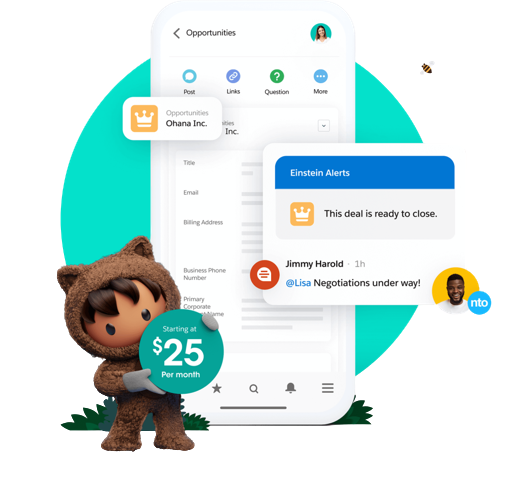 Opportunities
Post
Links
Question
More
Opportunities
Ohana Inc.
Inc.
Title
Email
Billing Address
Business Phone
Number
Primary
Corporate
Einstein Alerts
This deal is ready to close.
Jimmy Harold · 1h
@Lisa Negotiations under way!
nto
Starting at
$25
Per month